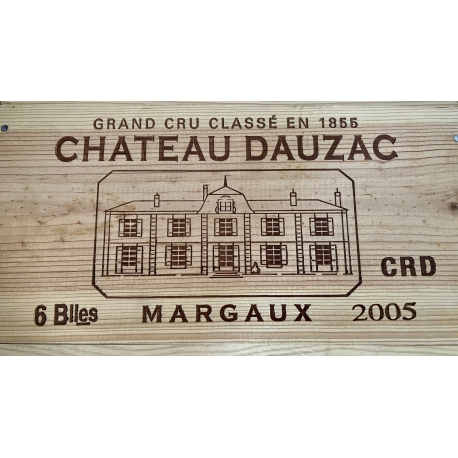 GRAND CRU CLASSÉ EN 1855
CHATEAU DAUZAC
CRD
6 Blles MARGAUX 2005